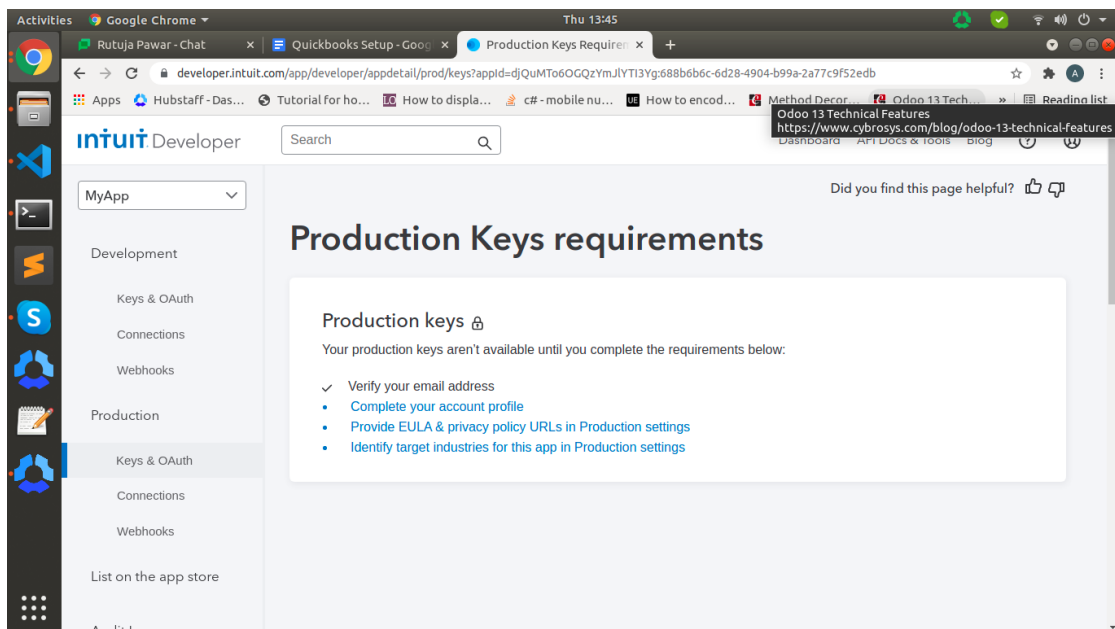 Activities Google Chrome Thu 13:45
Rutuja Pawar - Chat Quickbooks Setup - Goog Production Keys Requirem
developer.intuit.com/app/developer/appdetail/prod/keys?appId=djQuMTo6OGQzYmJlYTI3Yg:688b6b6c-6d28-4904-b99a-2a77c9f52edb A
Apps Hubstaff - Das... Tutorial for ho... LC How to displa... c# - mobile nu... UE How to encod... Method Decor... Odoo 13 Tech... » Reading list
Odoo 13 Technical Features
https://www.cybrosys.com/blog/odoo-13-technical-features
INTUIT Developer Search Dashboard API Docs & Tools Blog
MyApp Did you find this page helpful?
Production Keys requirements
Development
Keys & OAuth
Connections
Webhooks
Production
Keys & OAuth
Connections
Webhooks
List on the app store
Production keys
Your production keys aren't available until you complete the requirements below:
Verify your email address
• Complete your account profile
• Provide EULA & privacy policy URLs in Production settings
• Identify target industries for this app in Production settings